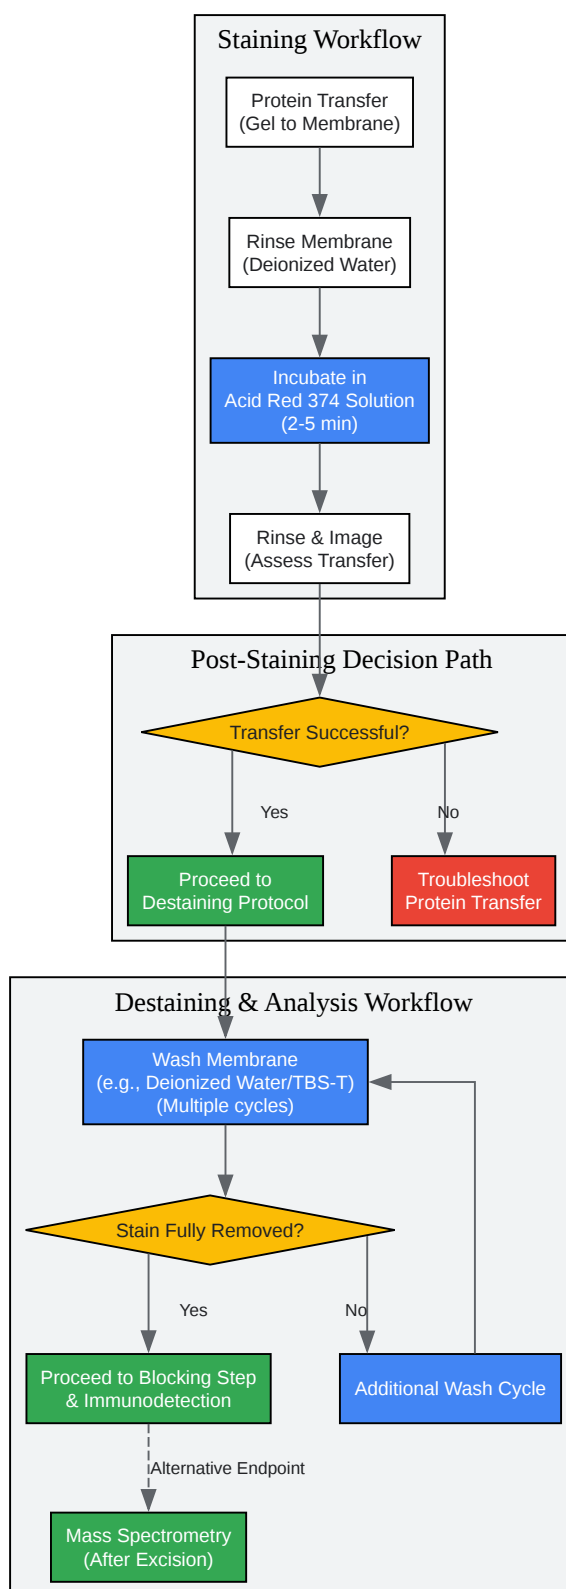 Staining Workflow
Protein Transfer
(Gel to Membrane)
Rinse Membrane
(Deionized Water)
Incubate in
Acid Red 374 Solution
(2-5 min)
Rinse & Image
(Assess Transfer)
Post-Staining Decision Path
Transfer Successful?
Yes
No
Proceed to
Destaining Protocol
Troubleshoot
Protein Transfer
Destaining & Analysis Workflow
Wash Membrane
(e.g., Deionized Water/TBS-T)
(Multiple cycles)
Stain Fully Removed?
Yes
No
Proceed to Blocking Step
& Immunodetection
Additional Wash Cycle
Alternative Endpoint
Mass Spectrometry
(After Excision)